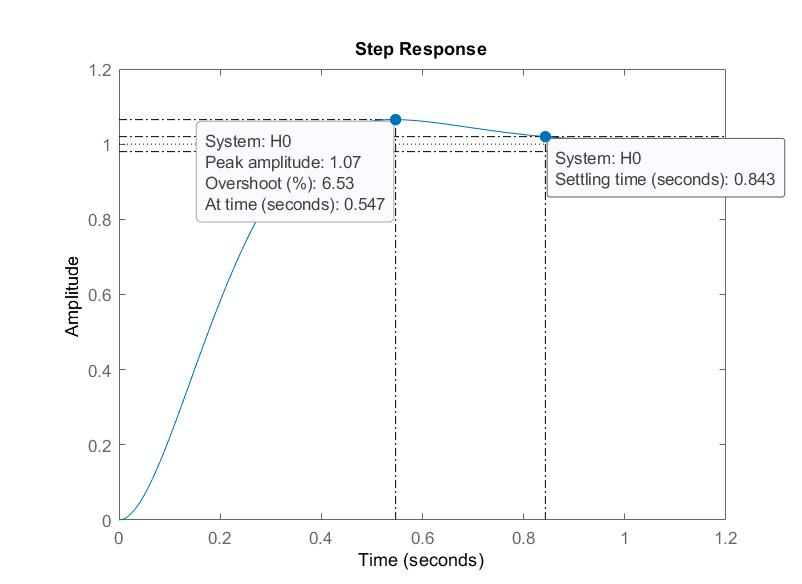 Step Response
1.2
1
0.8
0.6
0.4
0.2
0
Amplitude
System: H0
Peak amplitude: 1.07
Overshoot (%): 6.53
At time (seconds): 0.547
System: H0
Settling time (seconds): 0.843
0 0.2 0.4 0.6 0.8 1 1.2
Time (seconds)